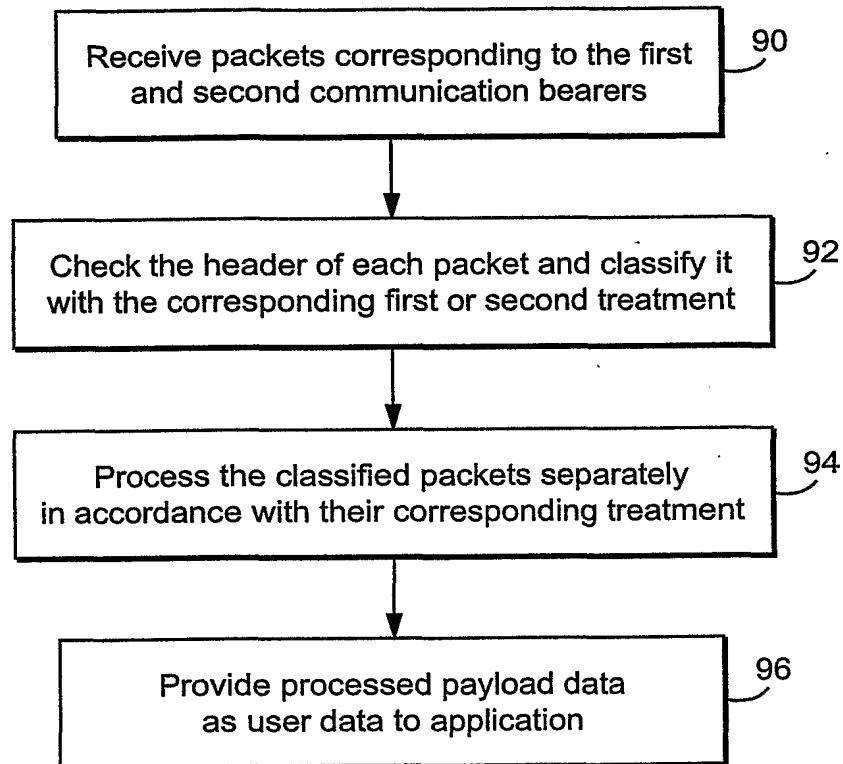 Receive packets corresponding to the first
and second communication bearers
90
Check the header of each packet and classify it
with the corresponding first or second treatment
92
Process the classified packets separately
in accordance with their corresponding treatment
94
Provide processed payload data
as user data to application
96